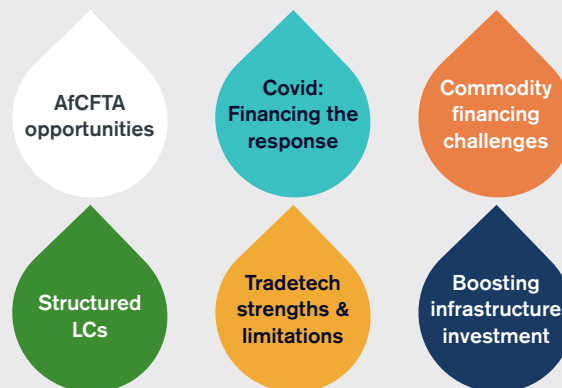 AfCFTA
opportunities
Covid:
Financing the
response
Commodity
financing
challenges
Structured
LCs
Tradetech
strengths &
limitations
Boosting
infrastructure
investment